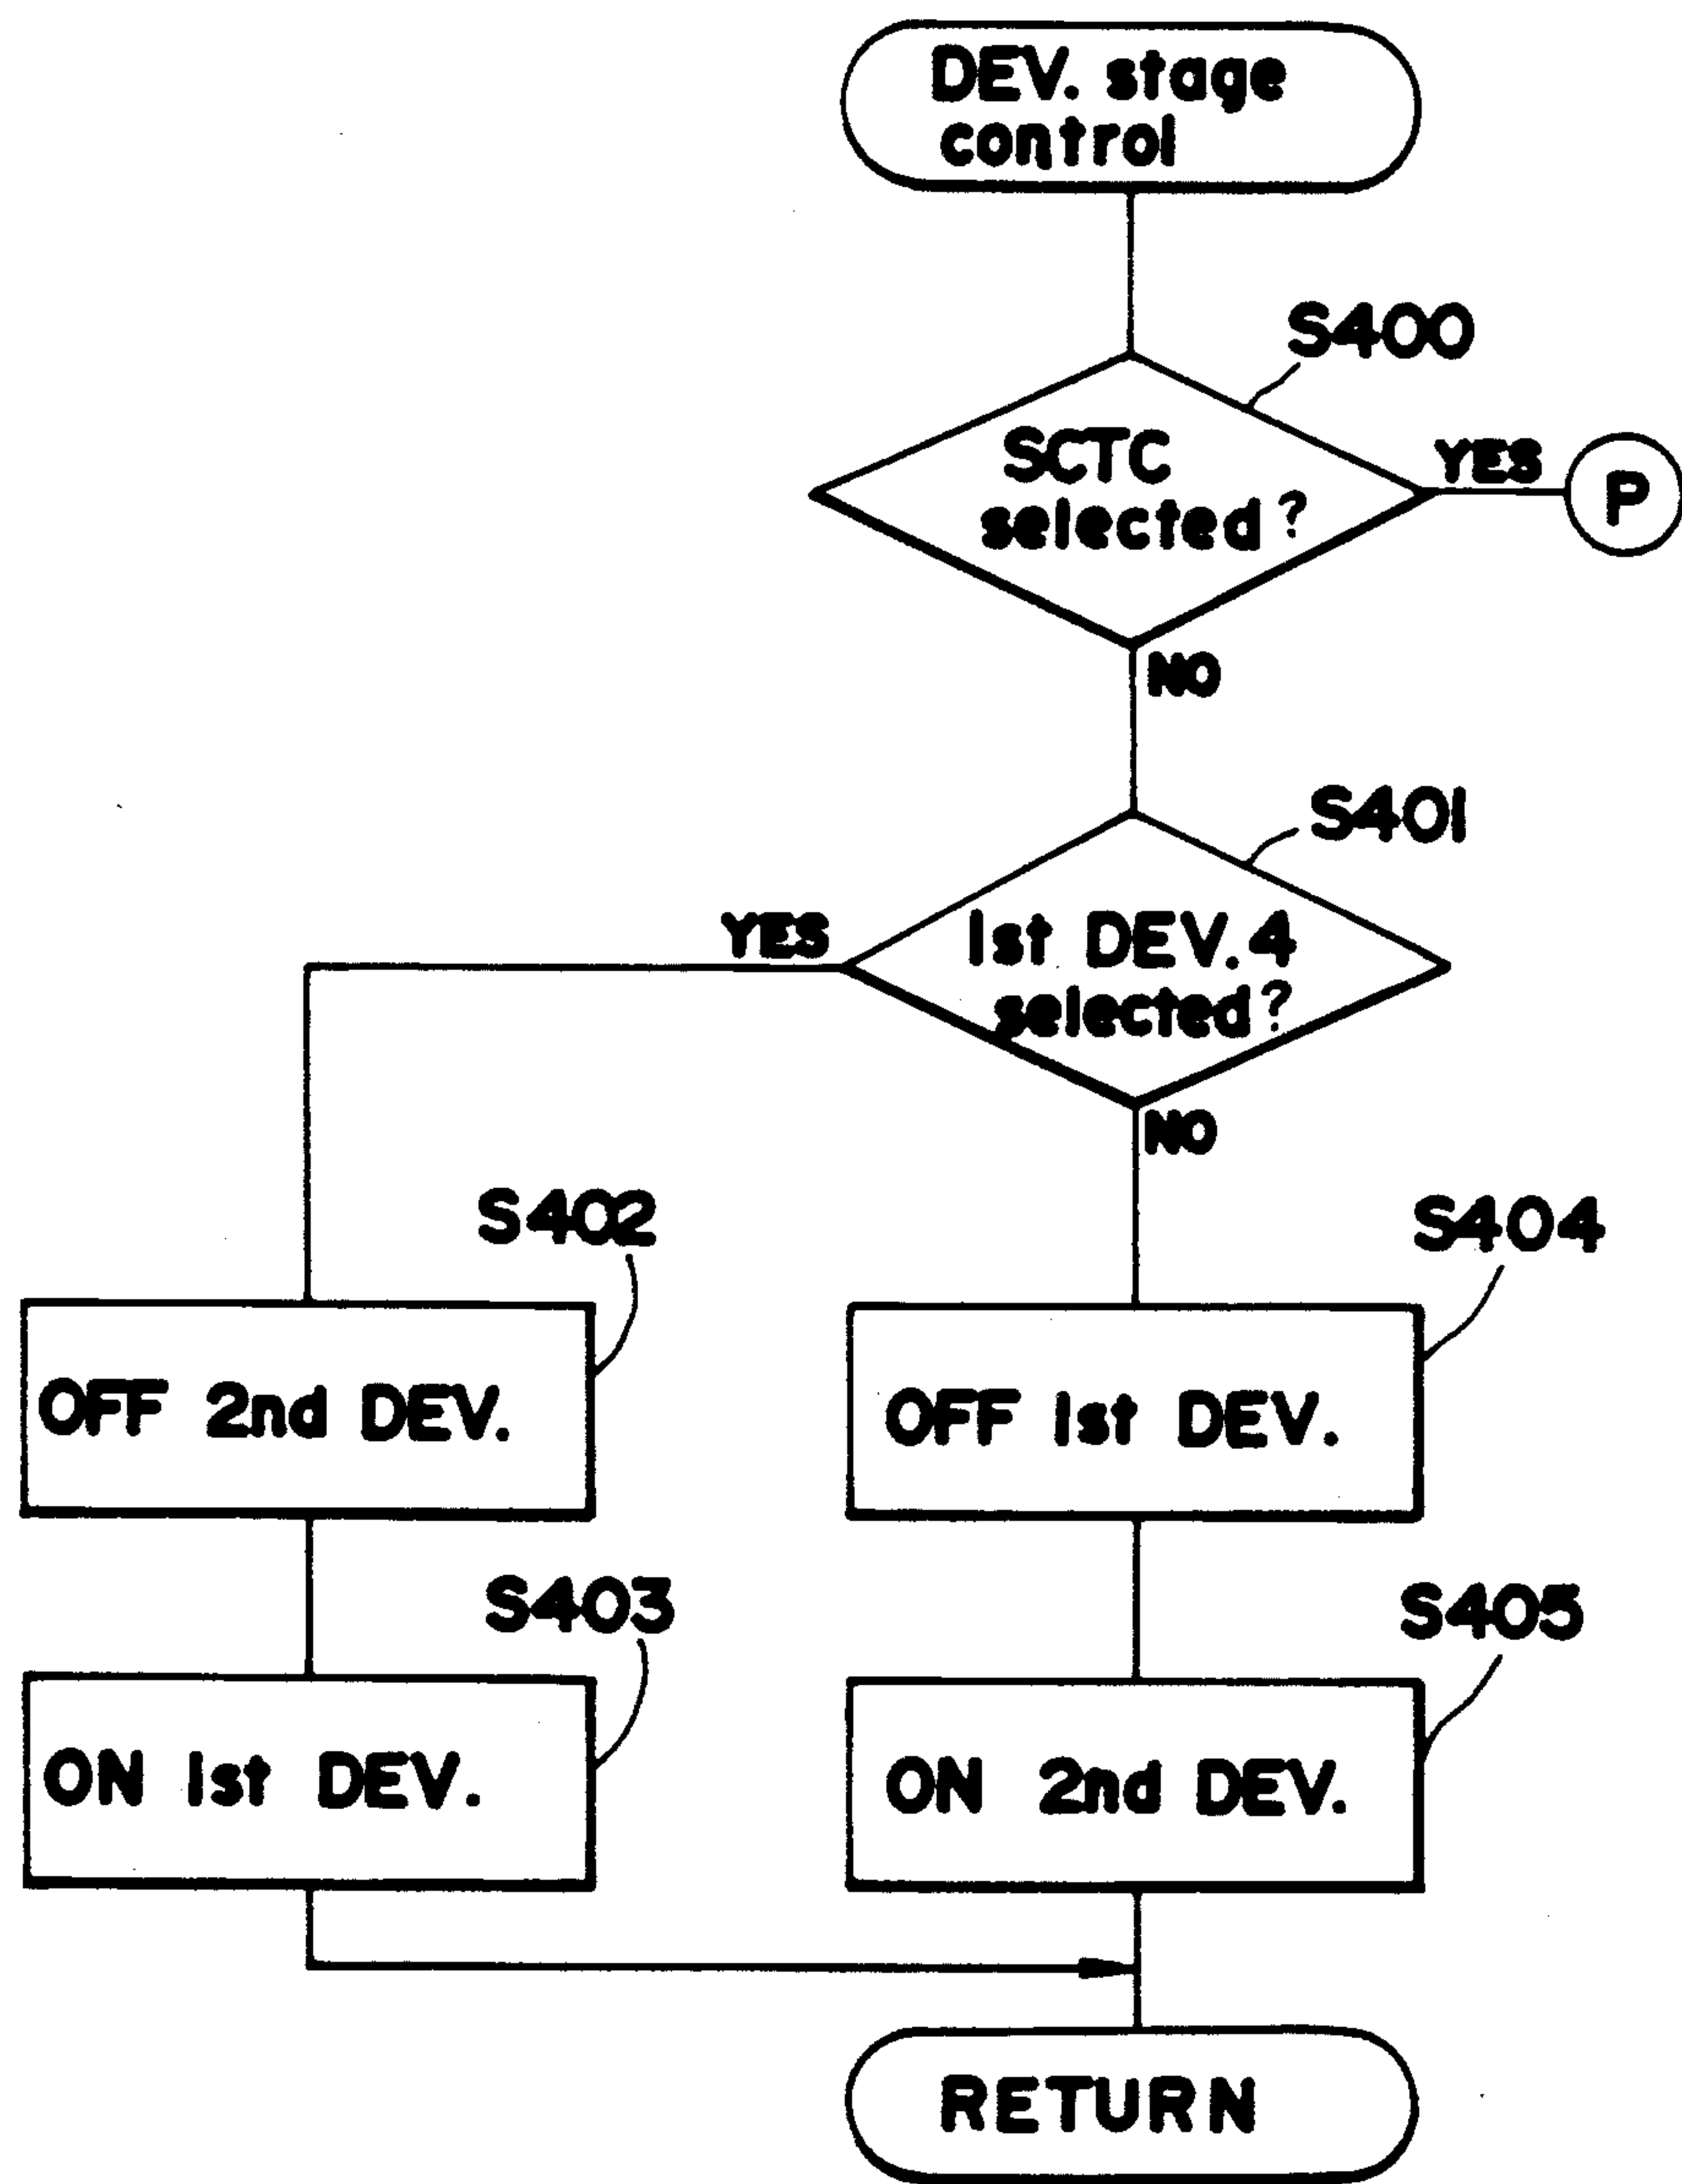 DEV. stage
control
S400
SCTC
selected?
YES
P
NO
S401
1st DEV.4
selected?
YES
NO
S402
S404
OFF 2nd DEV.
OFF 1st DEV.
S403
S405
ON 1st DEV.
ON 2nd DEV.
RETURN